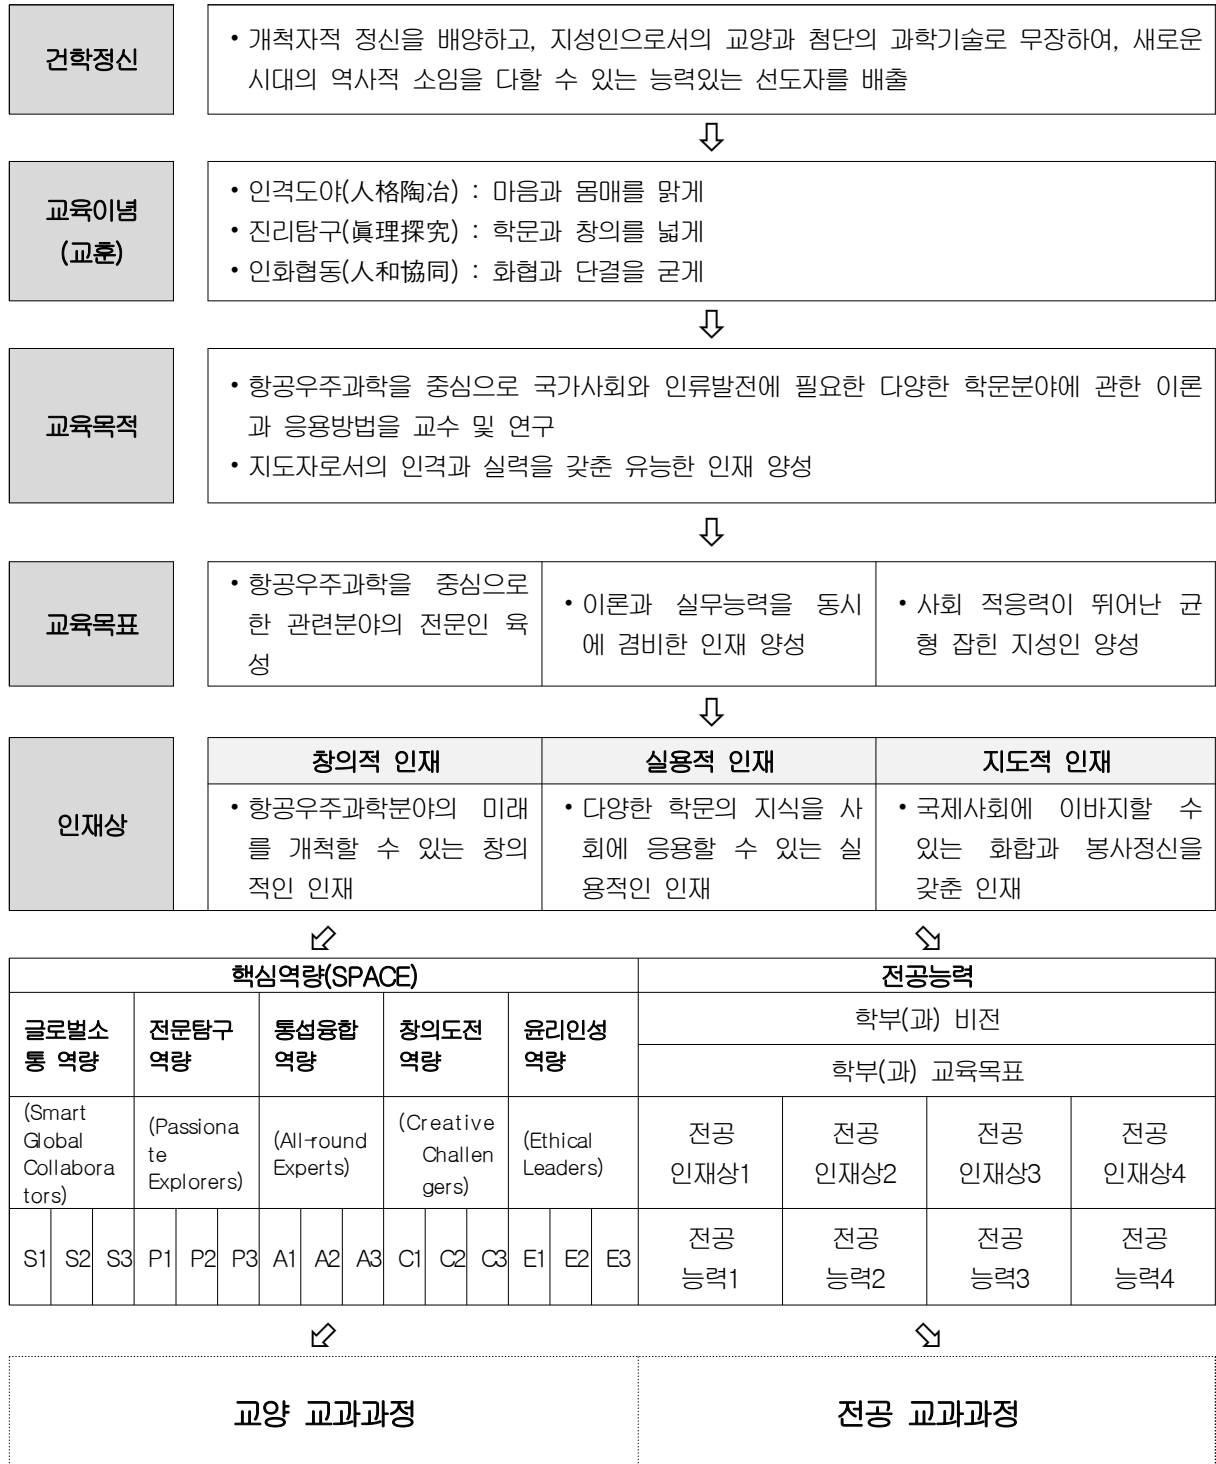 건학정신
• 개척자적 정신을 배양하고, 지성인으로서의 교양과 첨단의 과학기술로 무장하여, 새로운
시대의 역사적 소임을 다할 수 있는 능력있는 선도자를 배출
⇩
교육이념
(교훈)
• 인격도야(人格陶冶) : 마음과 몸매를 맑게
• 진리탐구(眞理探究) : 학문과 창의를 넓게
• 인화협동(人和協同) : 화협과 단결을 굳게
⇩
교육목적
• 항공우주과학을 중심으로 국가사회와 인류발전에 필요한 다양한 학문분야에 관한 이론
과 응용방법을 교수 및 연구
• 지도자로서의 인격과 실력을 갖춘 유능한 인재 양성
⇩
교육목표
• 항공우주과학을 중심으로
한 관련분야의 전문인 육
성
• 이론과 실무능력을 동시
에 겸비한 인재 양성
• 사회 적응력이 뛰어난 균
형 잡힌 지성인 양성
⇩
인재상
창의적 인재
실용적 인재
지도적 인재
• 항공우주과학분야의 미래
를 개척할 수 있는 창의
적인 인재
• 다양한 학문의 지식을 사
회에 응용할 수 있는 실
용적인 인재
• 국제사회에 이바지할 수
있는 화합과 봉사정신을
갖춘 인재
핵심역량(SPACE)
전공능력
글로벌소
통 역량
전문탐구
역량
통섭융합
역량
창의도전
역량
윤리인성
역량
학부(과) 비전
학부(과) 교육목표
(Smart
Global
Collabora
tors)
(Passiona
te
Explorers)
(All-round
Experts)
(Creative
Challen
gers)
(Ethical
Leaders)
전공
인재상1
전공
인재상2
전공
인재상3
전공
인재상4
S1 S2 S3 P1 P2 P3 A1 A2 A3 C1 C2 C3 E1 E2 E3
전공
능력1
전공
능력2
전공
능력3
전공
능력4
교양 교과과정
전공 교과과정